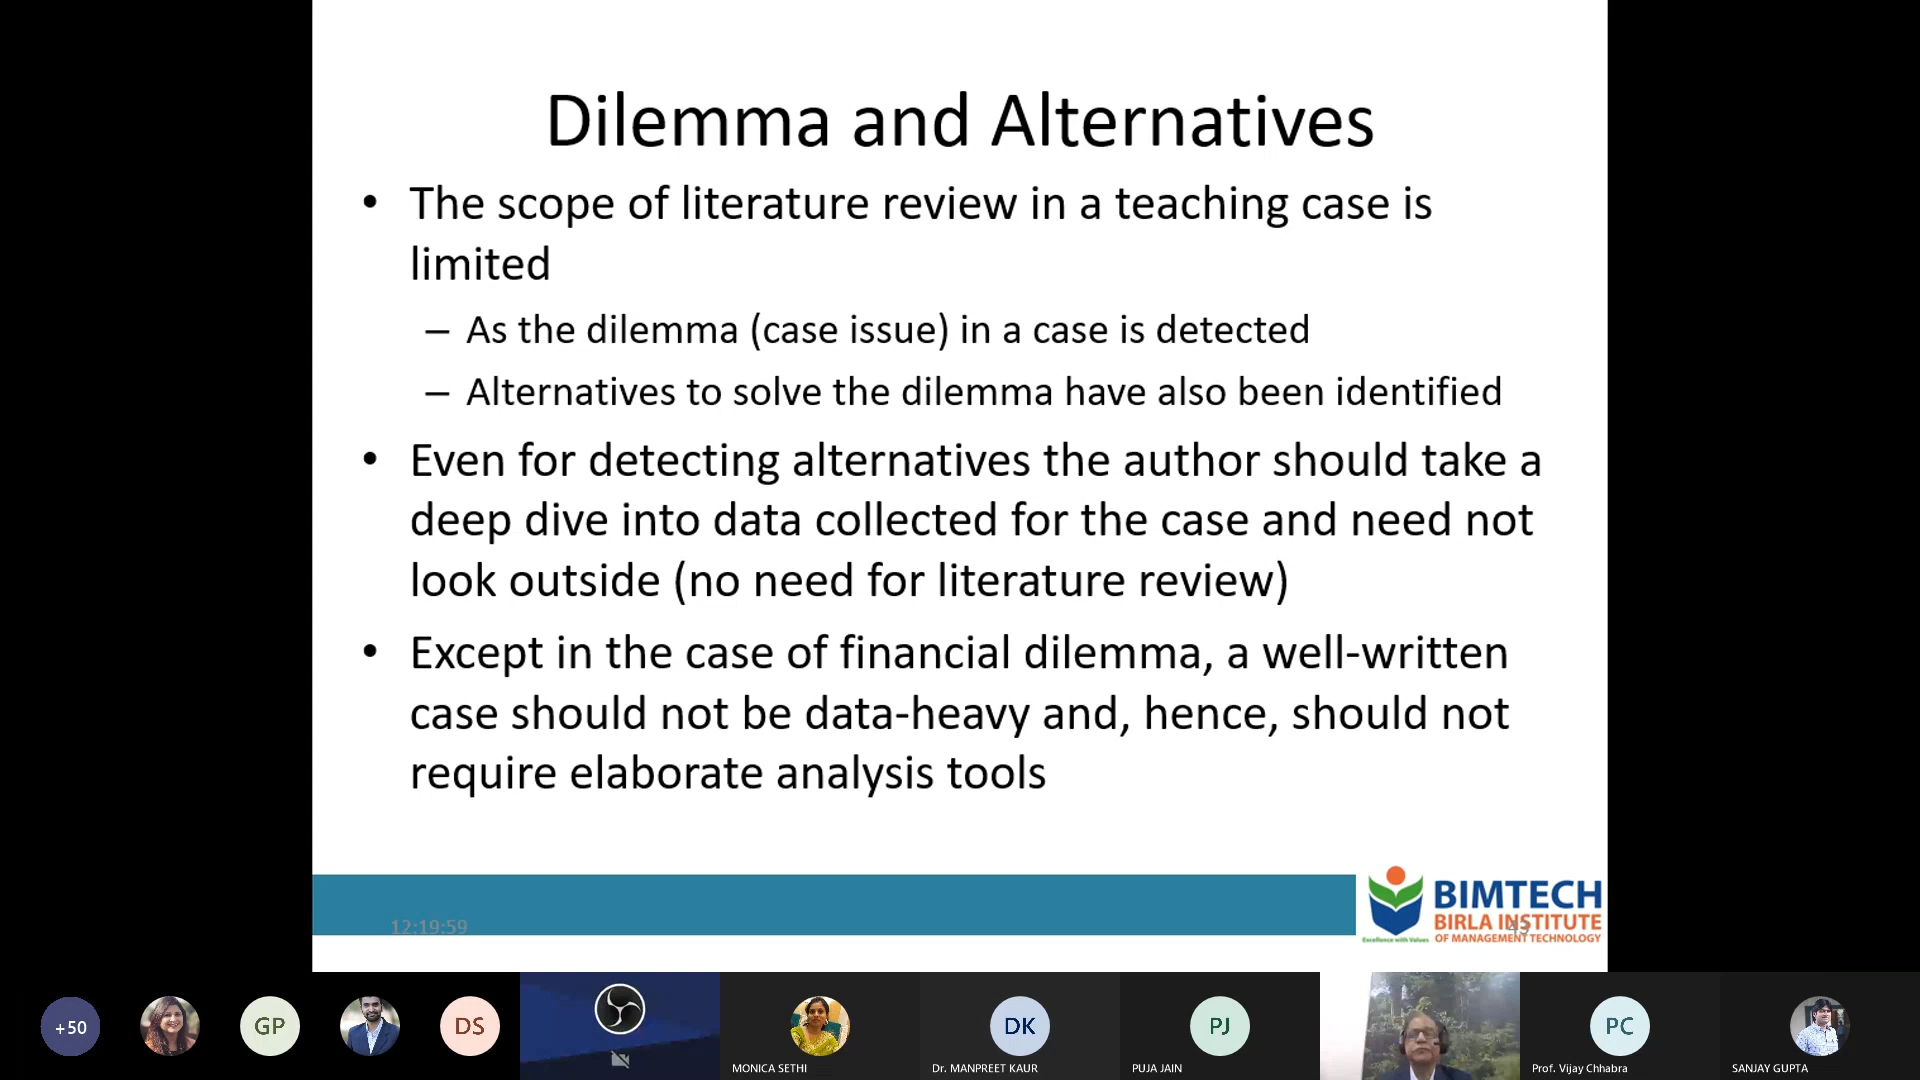 Dilemma and Alternatives
• The scope of literature review in a teaching case is
limited
– As the dilemma (case issue) in a case is detected
– Alternatives to solve the dilemma have also been identified
• Even for detecting alternatives the author should take a
deep dive into data collected for the case and need not
look outside (no need for literature review)
• Except in the case of financial dilemma, a well-written
case should not be data-heavy and, hence, should not
require elaborate analysis tools
12:19:59
BIMTECH
BIRLA INSTITUTE
OF MANAGEMENT TECHNOLOGY
Excellence with Values
+50
GP
DS
DK
PJ
PC
MONICA SETHI
Dr. MANPREET KAUR
PUJA JAIN
Prof. Vijay Chhabra
SANJAY GUPTA